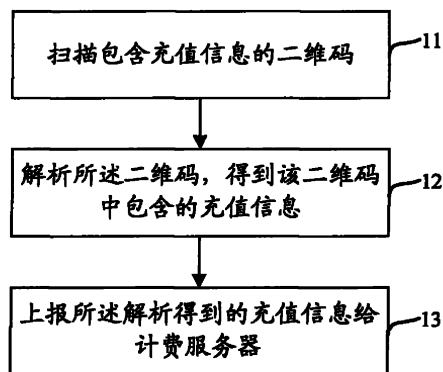 扫描包含充值信息的二维码
11
解析所述二维码，得到该二维码
中包含的充值信息
12
上报所述解析得到的充值信息给
计费服务器
13